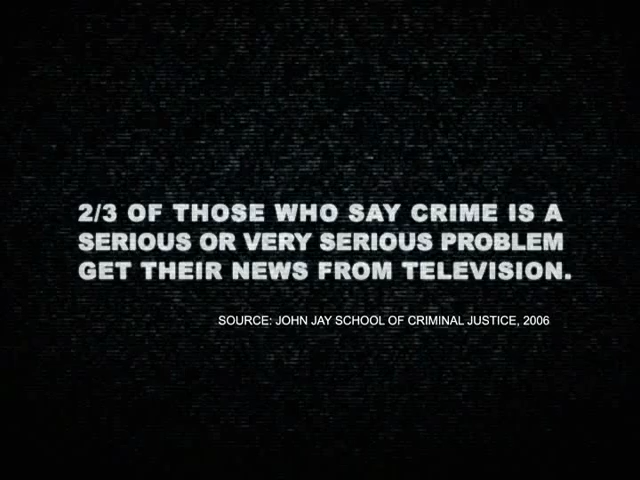 2/3 OF THOSE WHO SAY CRIME IS A
SERIOUS OR VERY SERIOUS PROBLEM
GET THEIR NEWS FROM TELEVISION.
SOURCE: JOHN JAY SCHOOL OF CRIMINAL JUSTICE, 2006